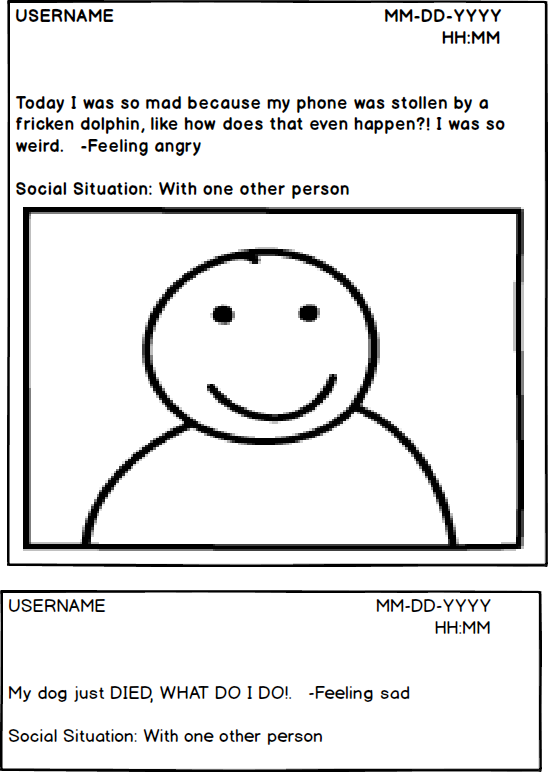 USERNAME MM-DD-YYYY
HH:MM
Today I was so mad because my phone was stollen by a
fricken dolphin, like how does that even happen?! I was so
weird. -Feeling angry
Social Situation: With one other person
USERNAME MM-DD-YYYY
HH:MM
My dog just DIED, WHAT DO I DO!. -Feeling sad
Social Situation: With one other person